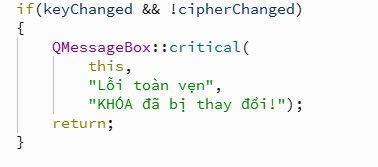 if(keyChanged && !cipherChanged)
{
QMessageBox::critical(
this,
"Lỗi toàn vẹn",
"KHÓA đã bị thay đổi!");
return;
}